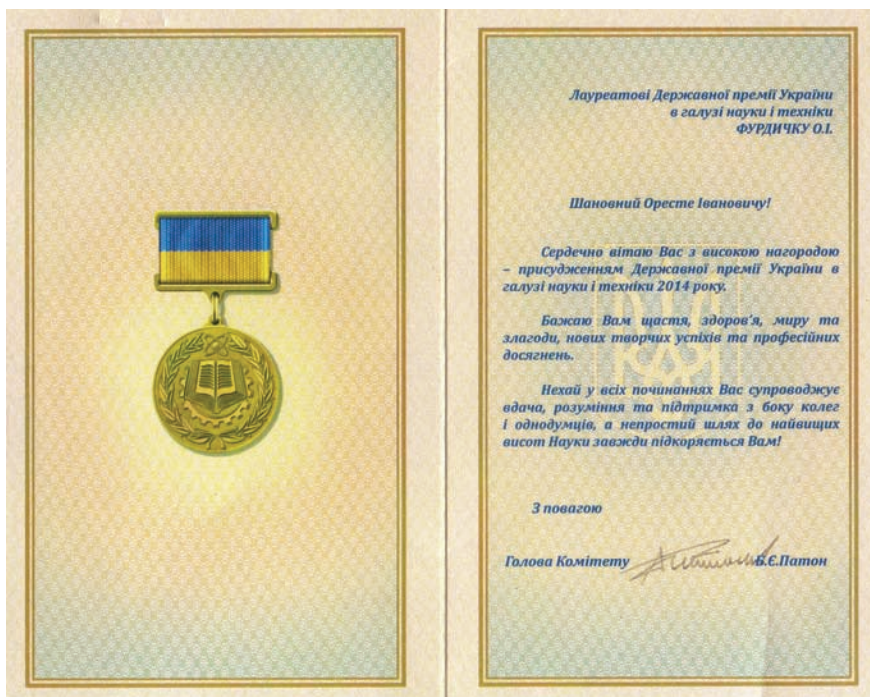 Лауреатові Державної премії України
в галузі науки і техніки
ФУРДИЧКУ О.І.
Шановний Оресте Івановичу!
Сердечно вітаю Вас з високою нагородою
– присудженням Державної премії України в
галузі науки і техніки 2014 року.
Бажаю Вам щастя, здоров'я, миру та
злагоди, нових творчих успіхів та професійних
досягнень.
Нехай у всіх починаннях Вас супроводжує
вдача, розуміння та підтримка з боку колег
і однодумців, а непростий шлях до найвищих
висот Науки завжди підкоряється Вам!
З повагою
Голова Комітету Б.Є.Патон